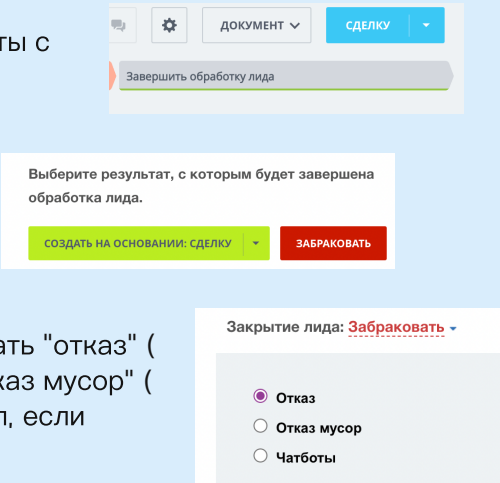 ты с
ДОКУМЕНТ
СДЕЛКУ
Завершить обработку лида
Выберите результат, с которым будет завершена
обработка лида.
СОЗДАТЬ НА ОСНОВАНИИ: СДЕЛКУ
ЗАБРАКОВАТЬ
ать "отказ" (
каз мусор" (
л, если
Закрытие лида: Забраковать
Отказ
Отказ мусор
Чатботы